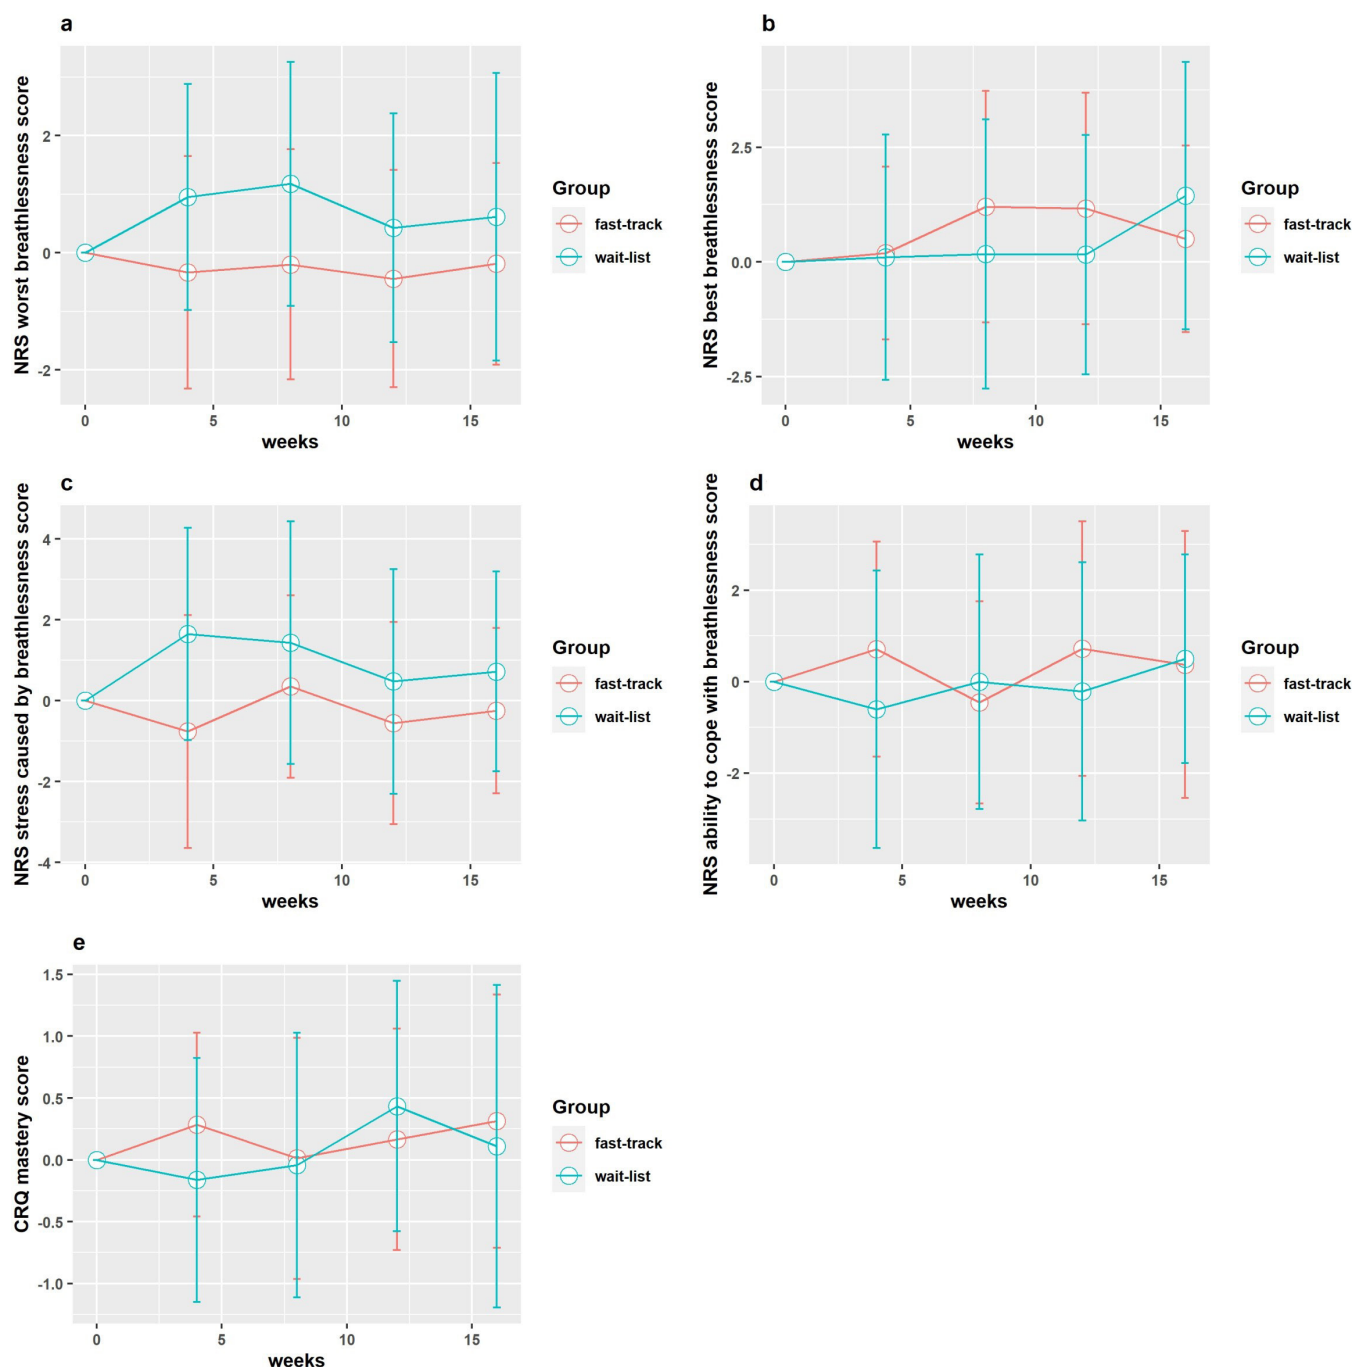 a
NRS worst breathlessness score
2
0
-2
0 5 10 15
weeks
Group
fast-track
wait-list
b
NRS best breathlessness score
2.5
0.0
-2.5
0 5 10 15
weeks
Group
fast-track
wait-list
c
NRS stress caused by breathlessness score
4
2
0
-2
-4
0 5 10 15
weeks
Group
fast-track
wait-list
d
NRS ability to cope with breathlessness score
2
0
-2
0 5 10 15
weeks
Group
fast-track
wait-list
e
CRQ mastery score
1.5
1.0
0.5
0.0
-0.5
-1.0
0 5 10 15
weeks
Group
fast-track
wait-list